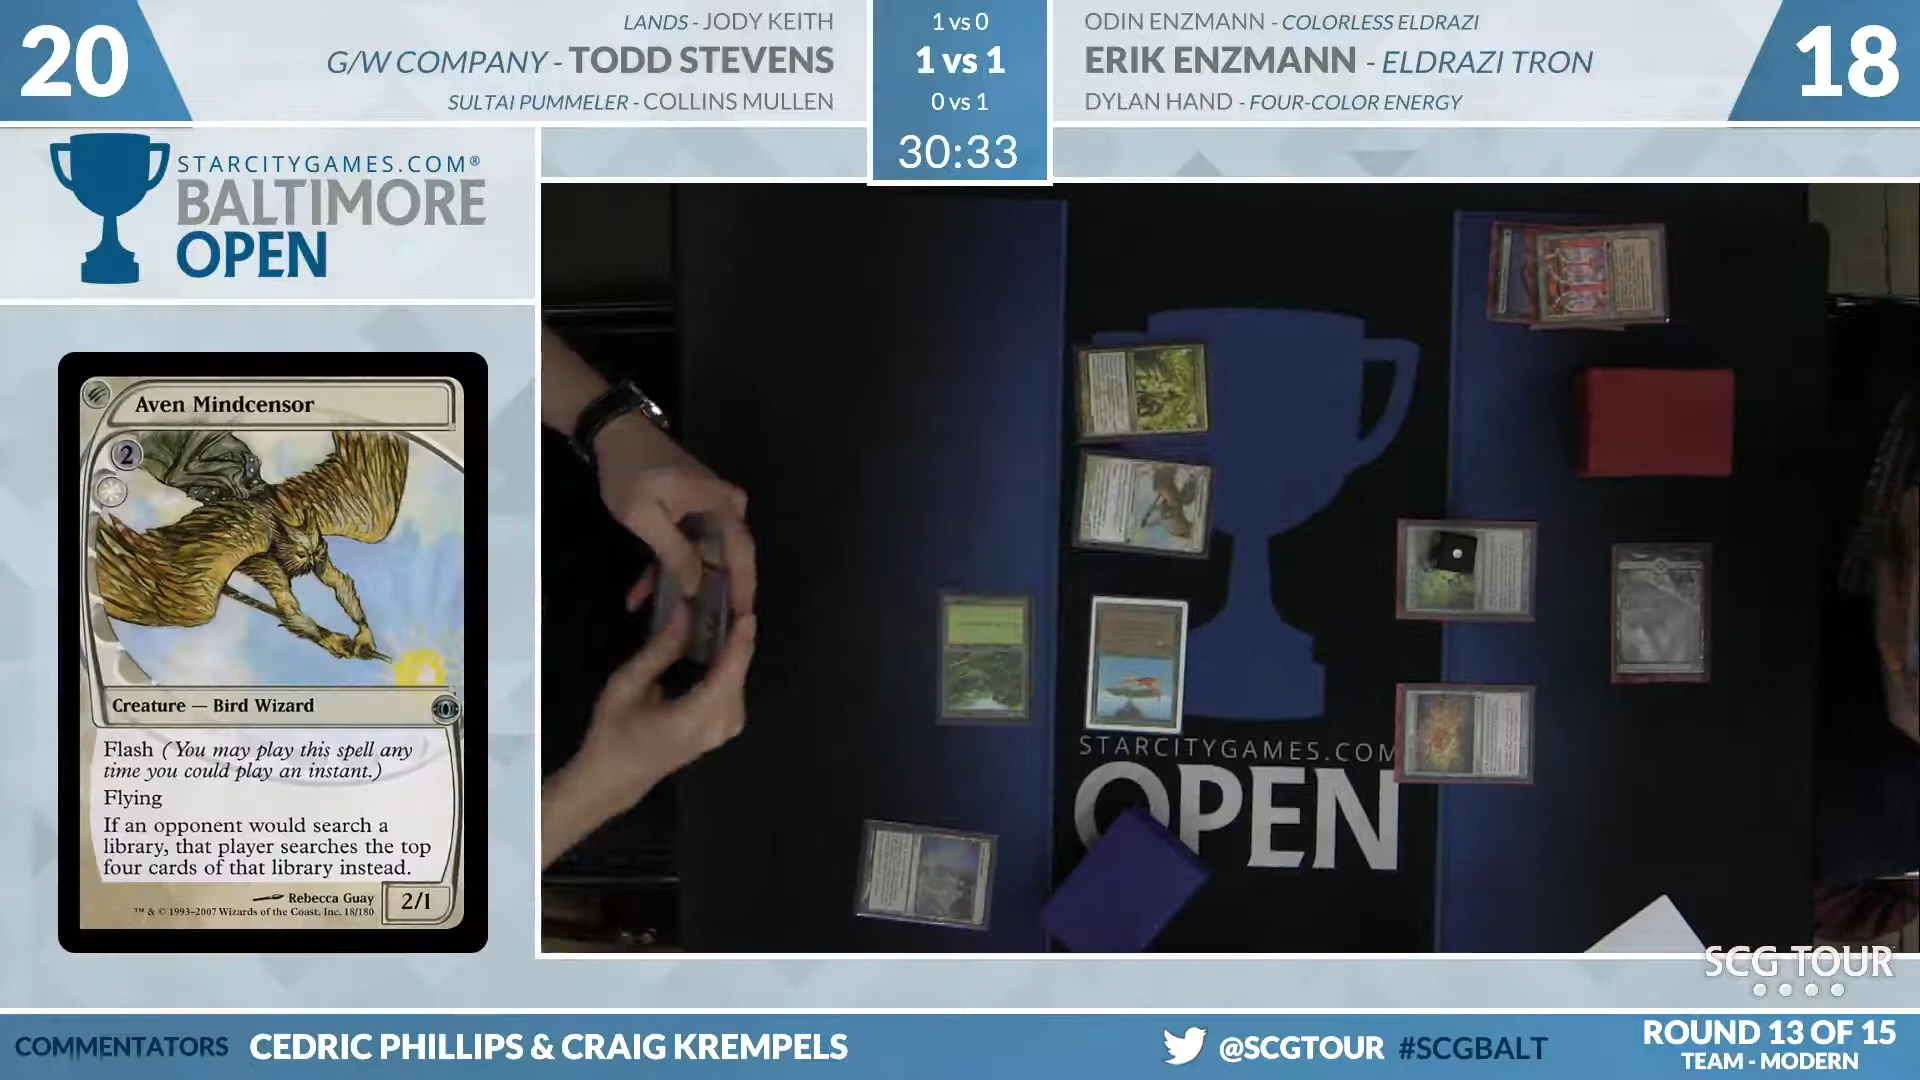 20
LANDS - JODY KEITH
G/W COMPANY - TODD STEVENS
SULTAI PUMMELER - COLLINS MULLEN
1 vs 0
1 vs 1
0 vs 1
30:33
ODIN ENZMANN - COLORLESS ELDRAZI
ERIK ENZMANN - ELDRAZI TRON
DYLAN HAND - FOUR-COLOR ENERGY
18
STARCITYGAMES.COM®
BALTIMORE
OPEN
Aven Mindcensor
2
Creature — Bird Wizard
Flash (You may play this spell any
time you could play an instant.)
Flying
If an opponent would search a
library, that player searches the top
four cards of that library instead.
Rebecca Guay
™ & © 1993–2007 Wizards of the Coast, Inc. 18/180
2/1
STARCITYGAMES.COM
OPEN
SCG TOUR
COMMENTATORS CEDRIC PHILLIPS & CRAIG KREMPELS
@SCGTOUR #SCGBALT
ROUND 13 OF 15
TEAM - MODERN